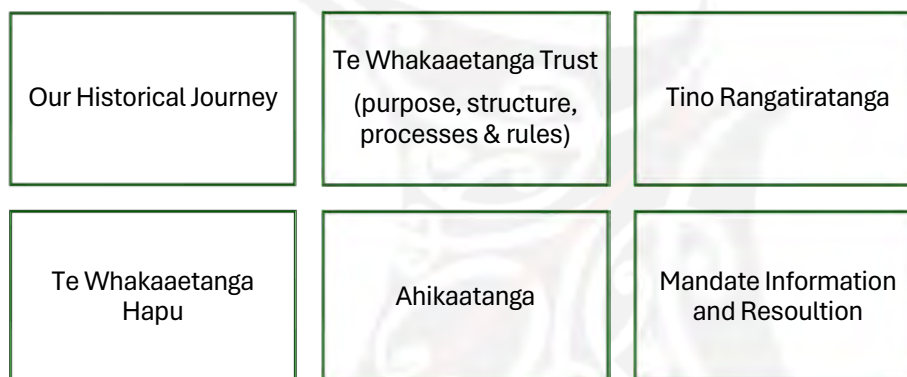 Our Historical Journey
Te Whakaaetanga Trust
(purpose, structure,
processes & rules)
Tino Rangatiratanga
Te Whakaaetanga
Hapu
Ahikaatanga
Mandate Information
and Resoultion